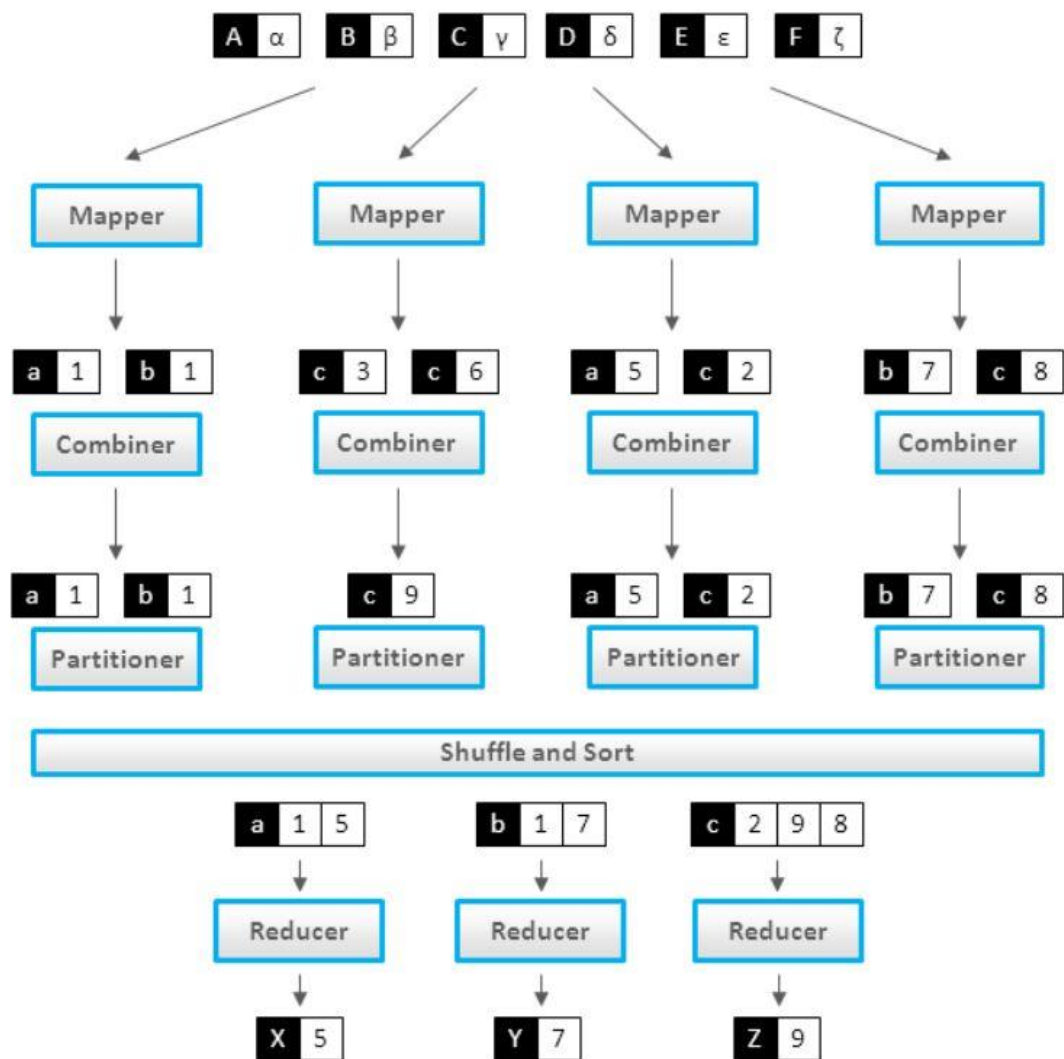 A α B β C γ D δ E ε F ζ
Mapper Mapper Mapper Mapper
a 1 b 1 c 3 c 6 a 5 c 2 b 7 c 8
Combiner Combiner Combiner Combiner
a 1 b 1 c 9 a 5 c 2 b 7 c 8
Partitioner Partitioner Partitioner Partitioner
Shuffle and Sort
a 1 5 b 1 7 c 2 9 8
Reducer Reducer Reducer
X 5 Y 7 Z 9